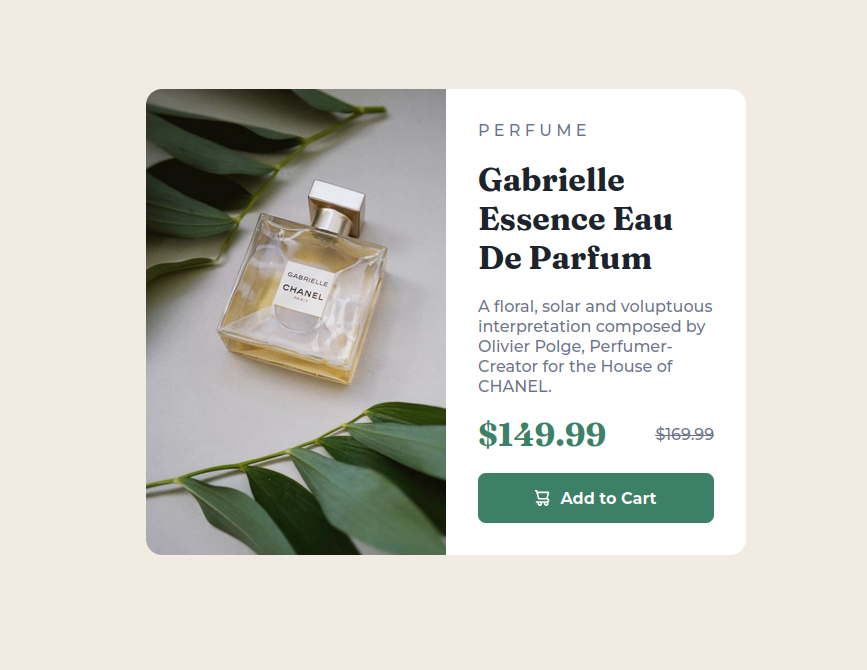 GABRIELLE
CHANEL
PARIS
PERFUME
Gabrielle
Essence Eau
De Parfum
A floral, solar and voluptuous
interpretation composed by
Olivier Polge, Perfumer-
Creator for the House of
CHANEL.
$149.99 $169.99
Add to Cart